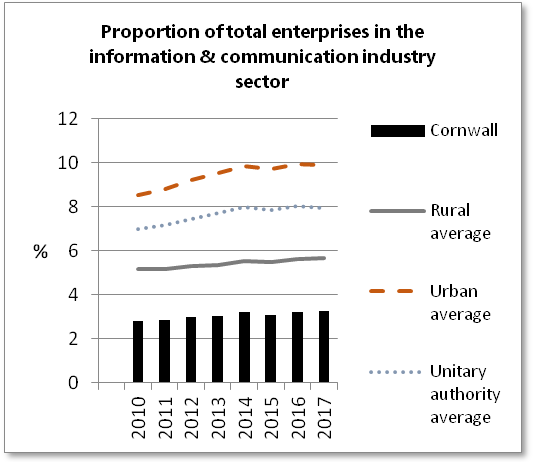 Proportion of total enterprises in the
information & communication industry
sector
12
10
8
6
4
2
0
%
2010
2011
2012
2013
2014
2015
2016
2017
Cornwall
Rural
average
Urban
average
Unitary
authority
average